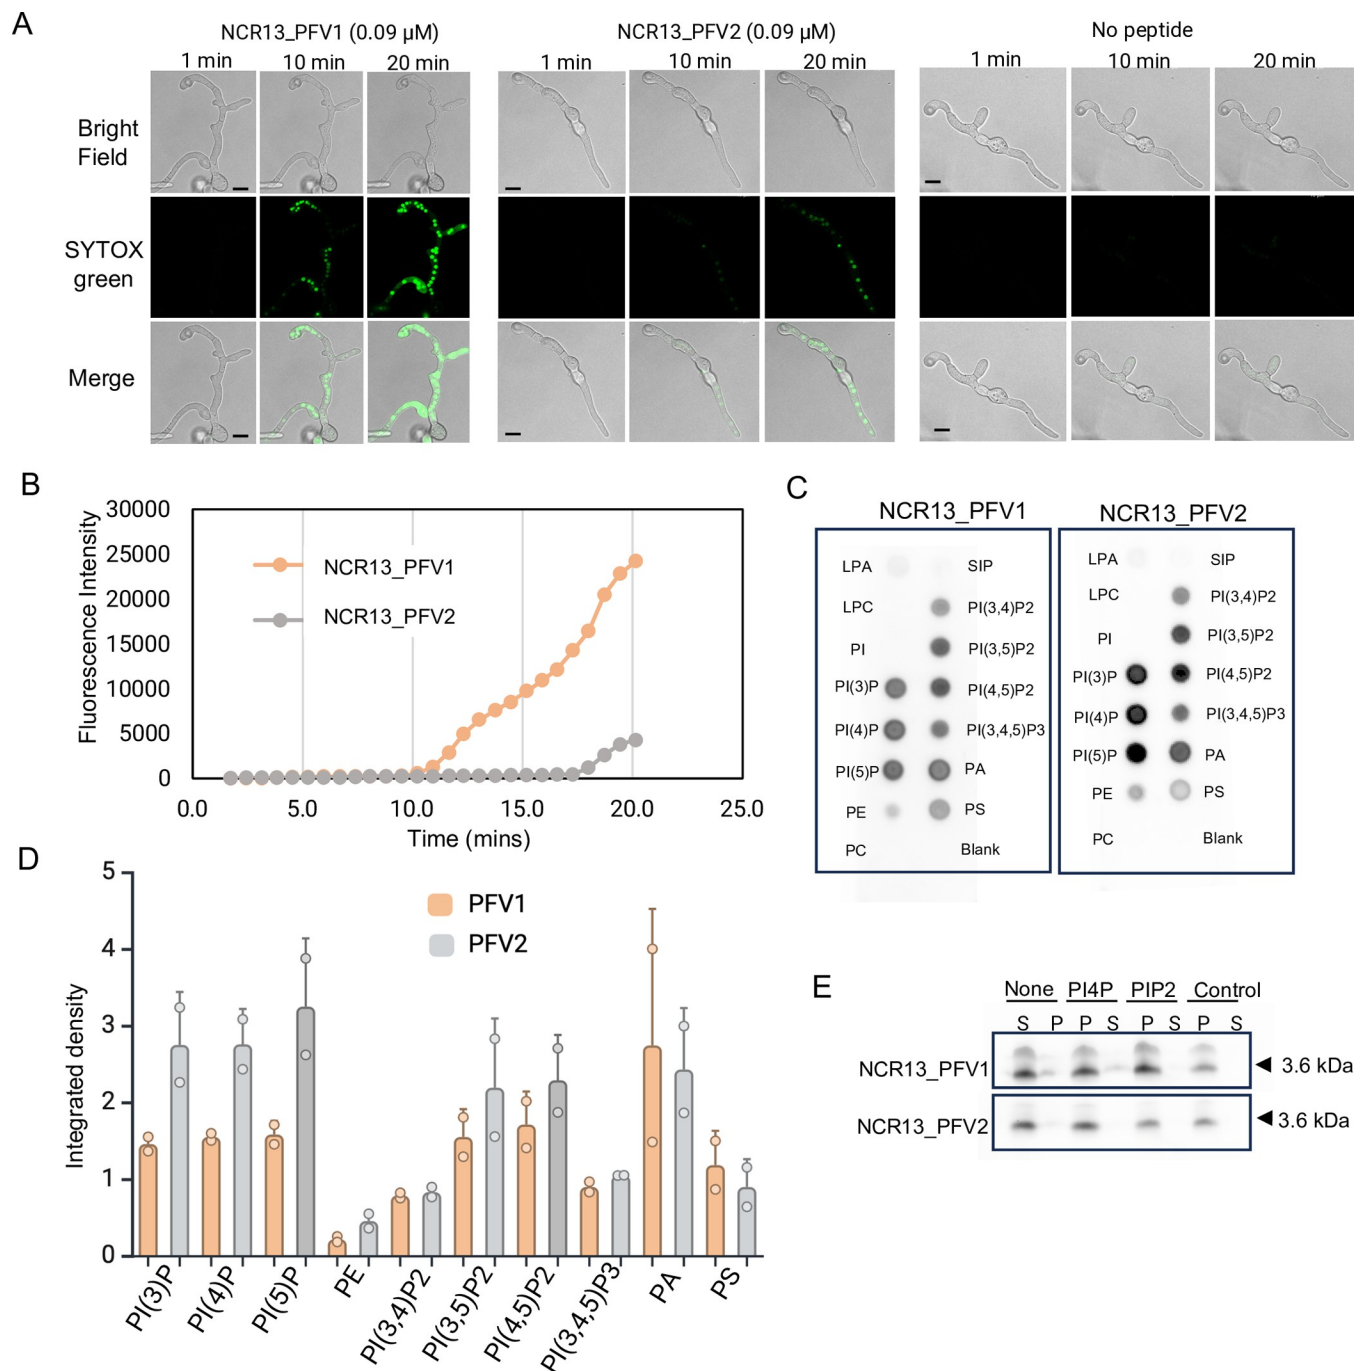 A
NCR13_PFV1 (0.09 µM)
NCR13_PFV2 (0.09 µM)
No peptide
1 min 10 min 20 min
1 min 10 min 20 min
1 min 10 min 20 min
Bright
Field
SYTOX
green
Merge
B
Fluorescence Intensity
30000
25000
20000
15000
10000
5000
0
NCR13_PFV1
NCR13_PFV2
0.0 5.0 10.0 15.0 20.0 25.0
Time (mins)
C
NCR13_PFV1
LPA SIP
LPC PI(3,4)P2
PI PI(3,5)P2
PI(3)P PI(4,5)P2
PI(4)P PI(3,4,5)P3
PI(5)P PA
PE PS
PC Blank
NCR13_PFV2
LPA SIP
LPC PI(3,4)P2
PI PI(3,5)P2
PI(3)P PI(4,5)P2
PI(4)P PI(3,4,5)P3
PI(5)P PA
PE PS
PC Blank
D
Integrated density
5
4
3
2
1
0
PFV1
PFV2
PI(3)P
PI(4)P
PI(5)P
PE
PI(3,4)P2
PI(3,5)P2
PI(4,5)P2
PI(3,4,5)P3
PA
PS
E
None PI4P PIP2 Control
S P P S P S P S
NCR13_PFV1 3.6 kDa
NCR13_PFV2 3.6 kDa